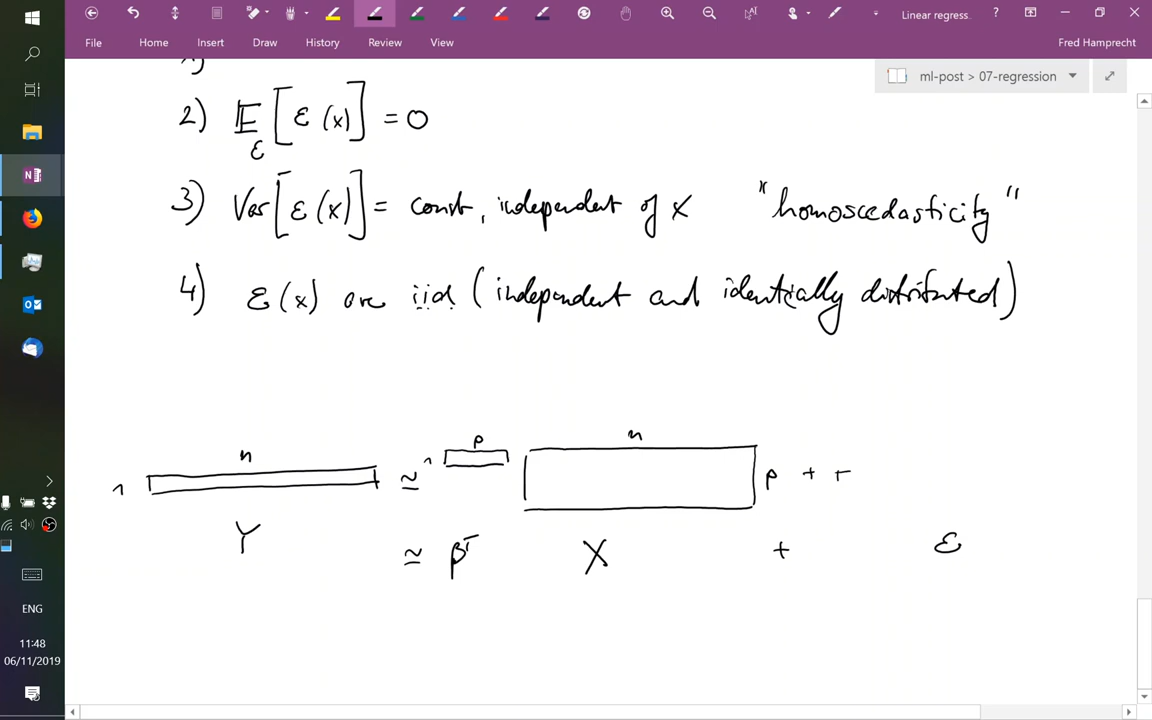 Linear regress...
File Home Insert Draw History Review View Fred Hamprecht
ml-post > 07-regression
2) 𝔼_ε [ε(x)] = 0
3) Var[ε(x)] = const, independent of x "homoscedasticity"
4) ε(x) are iid (independent and identically distributed)
n p n
1 ≃ 1 p +
Y ≃ βᵀ X + ε
ENG
11:48
06/11/2019